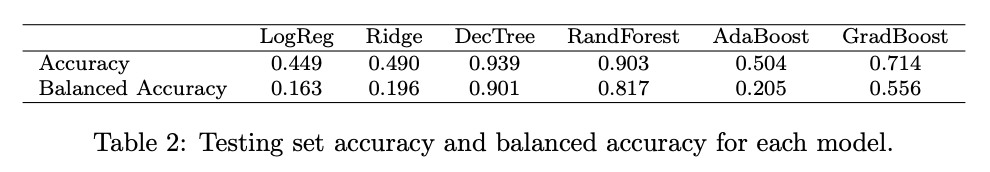 LogReg Ridge DecTree RandForest AdaBoost GradBoost
Accuracy 0.449 0.490 0.939 0.903 0.504 0.714
Balanced Accuracy 0.163 0.196 0.901 0.817 0.205 0.556
Table 2: Testing set accuracy and balanced accuracy for each model.